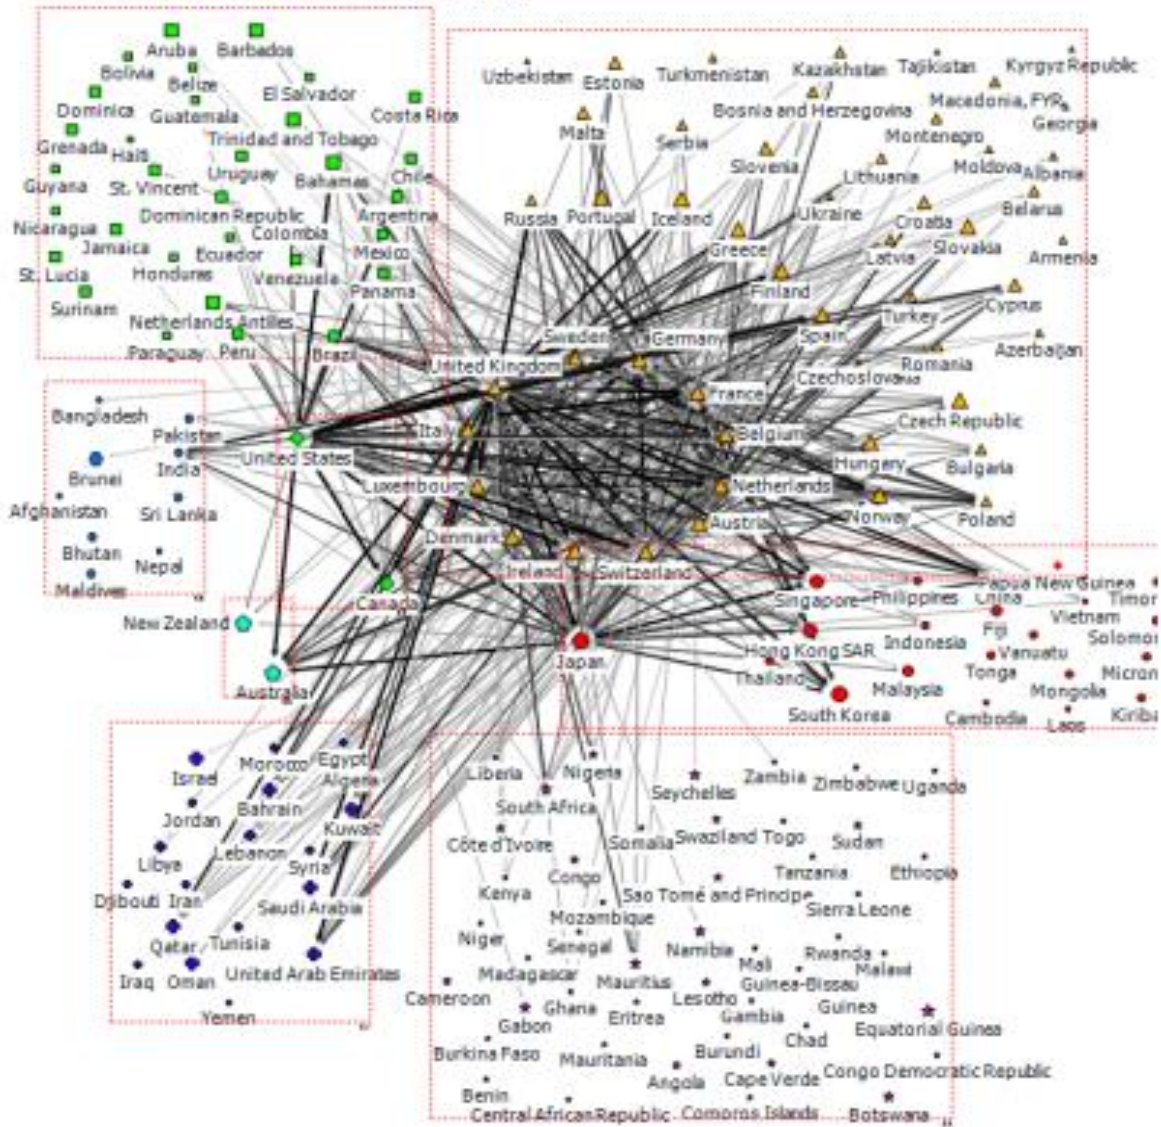 Aruba
Barbados
Bolivia
Belize
El Salvador
Dominica
Guatemala
Costa Rica
Trinidad and Tobago
Grenada
Haiti
Uruguay
Bahamas
Chile
Guyana
St. Vincent
Dominican Republic
Argentina
Nicaragua
Colombia
Jamaica
Ecuador
Mexico
St. Lucia
Honduras
Venezuela
Panama
Surinam
Netherlands Antilles
Paraguay
Peru
Brazil
Uzbekistan
Estonia
Turkmenistan
Kazakhstan
Tajikistan
Kyrgyz Republic
Bosnia and Herzegovina
Macedonia, FYR
Georgia
Malta
Serbia
Montenegro
Slovenia
Lithuania
Moldova
Albania
Russia
Portugal
Iceland
Ukraine
Croatia
Belarus
Greece
Latvia
Slovakia
Armenia
Finland
Cyprus
Sweden
Germany
Spain
Turkey
United Kingdom
Czechoslova
Romania
Azerbaijan
France
Italy
Belgium
Czech Republic
Hungary
Bulgaria
Luxembourg
Netherlands
Norway
Poland
Denmark
Austria
Ireland
Switzerland
Bangladesh
Pakistan
India
United States
Brunei
Afghanistan
Sri Lanka
Bhutan
Nepal
Maldives
Canada
New Zealand
Australia
Japan
Singapore
Philippines
Papua New Guinea
China
Vietnam
Timor
Hong Kong SAR
Indonesia
Fiji
Vanuatu
Solomon
Thailand
Malaysia
Tonga
Mongolia
Micron
South Korea
Cambodia
Laos
Kiriba
Israel
Morocco
Egypt
Algeria
Bahrain
Jordan
Kuwait
Libya
Lebanon
Syria
Djibouti
Iran
Saudi Arabia
Qatar
Tunisia
Iraq
Oman
United Arab Emirates
Yemen
Liberia
Nigeria
Seychelles
Zambia
Zimbabwe
Uganda
South Africa
Côte d'Ivoire
Somalia
Swaziland
Togo
Sudan
Congo
Tanzania
Ethiopia
Kenya
Sao Tomé and Principe
Sierra Leone
Mozambique
Niger
Senegal
Namibia
Mali
Rwanda
Malawi
Madagascar
Mauritius
Guinea-Bissau
Cameroon
Ghana
Lesotho
Guinea
Gabon
Eritrea
Gambia
Equatorial Guinea
Burkina Faso
Mauritania
Burundi
Chad
Angola
Cape Verde
Congo Democratic Republic
Benin
Central African Republic
Comoros Islands
Botswana